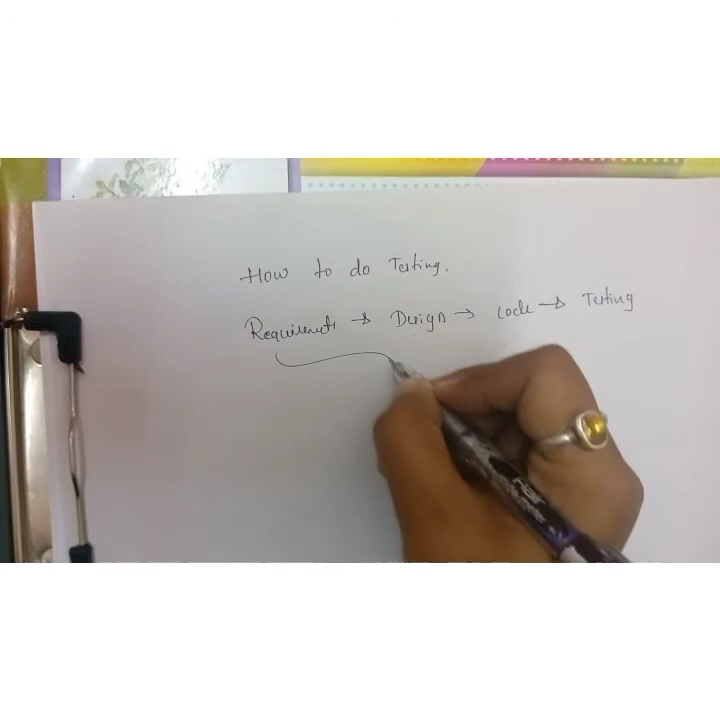 How to do Testing.
Requirements → Design → code → Testing